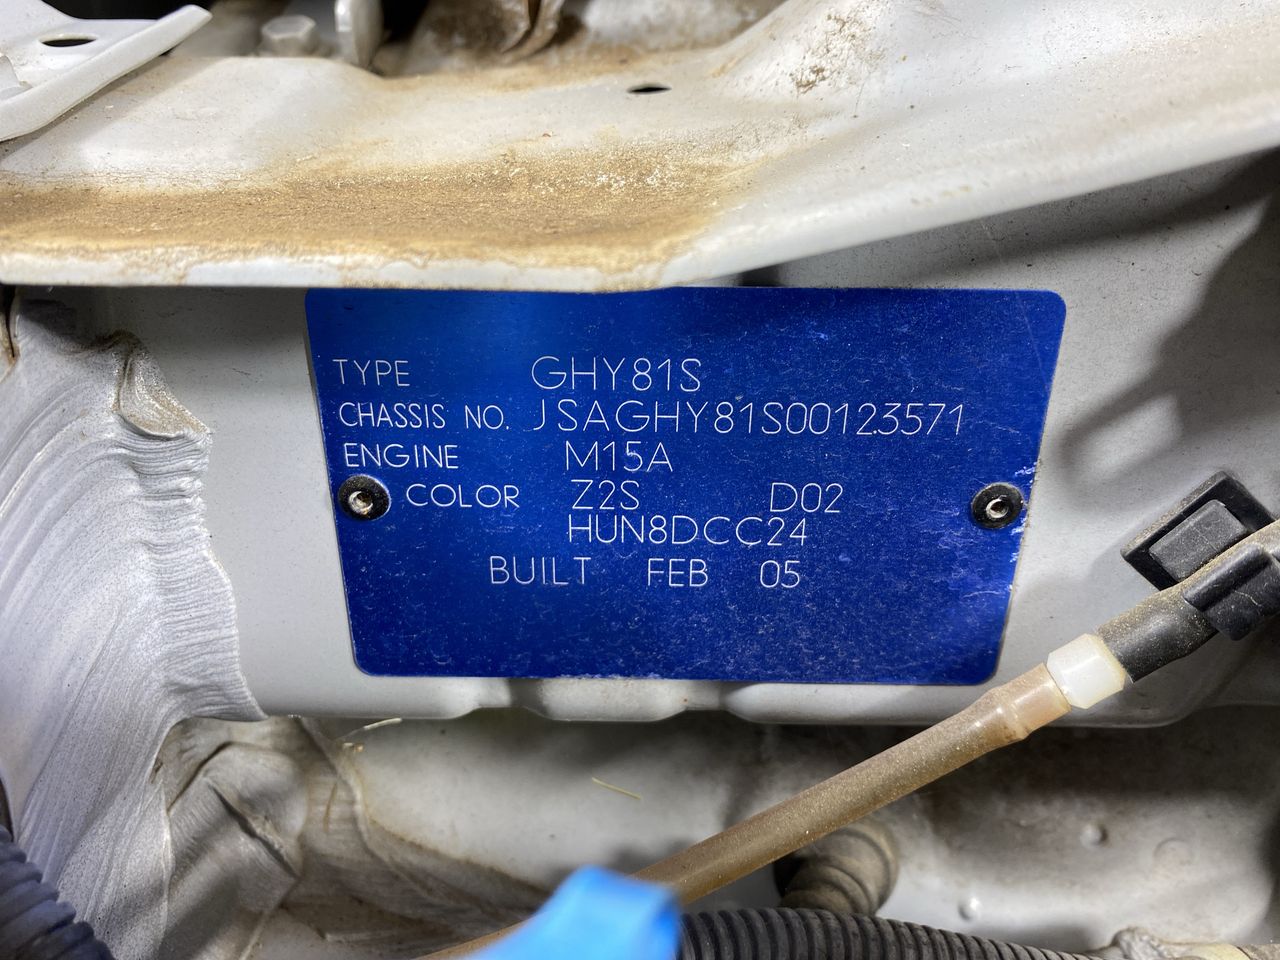 TYPE GHY81S
CHASSIS NO. JSAGHY81S00123571
ENGINE M15A
COLOR Z2S D02
HUN8DCC24
BUILT FEB 05